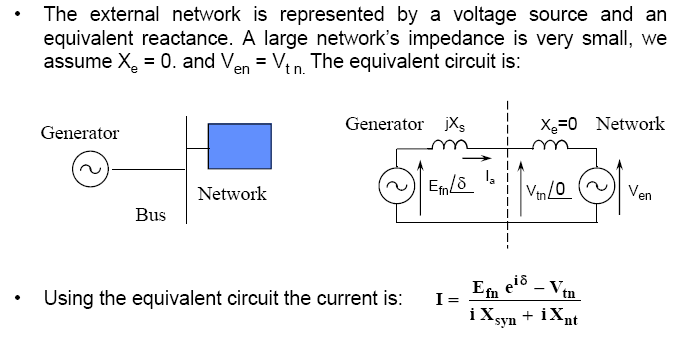 • The external network is represented by a voltage source and an
equivalent reactance. A large network's impedance is very small, we
assume Xe = 0. and Ven = Vtn. The equivalent circuit is:
Generator
Bus
Network
Generator jXs Xe=0 Network
Efn/δ Ia Vtn/0 Ven
• Using the equivalent circuit the current is: I = (Efn e^iδ – Vtn) / (i Xsyn + i Xnt)